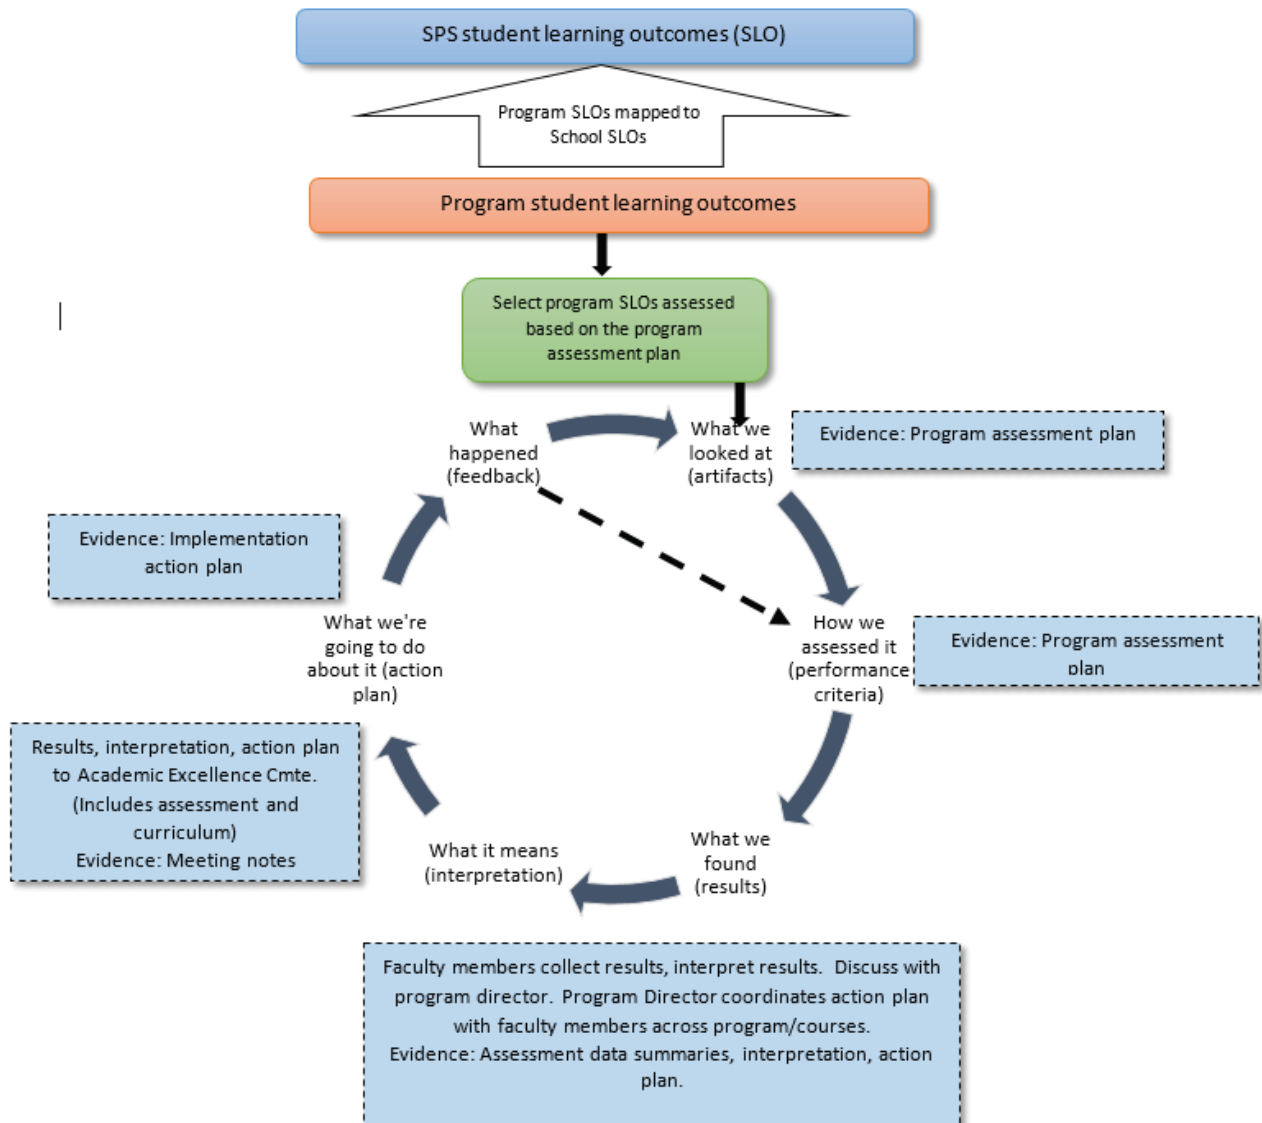 SPS student learning outcomes (SLO)
Program SLOs mapped to
School SLOs
Program student learning outcomes
Select program SLOs assessed
based on the program
assessment plan
What
happened
(feedback)
What we
looked at
(artifacts)
Evidence: Program assessment plan
Evidence: Implementation
action plan
What we're
going to do
about it (action
plan)
How we
assessed it
(performance
criteria)
Evidence: Program assessment
plan
Results, interpretation, action plan
to Academic Excellence Cmte.
(Includes assessment and
curriculum)
Evidence: Meeting notes
What it means
(interpretation)
What we
found
(results)
Faculty members collect results, interpret results.  Discuss with
program director. Program Director coordinates action plan
with faculty members across program/courses.
Evidence: Assessment data summaries, interpretation, action
plan.